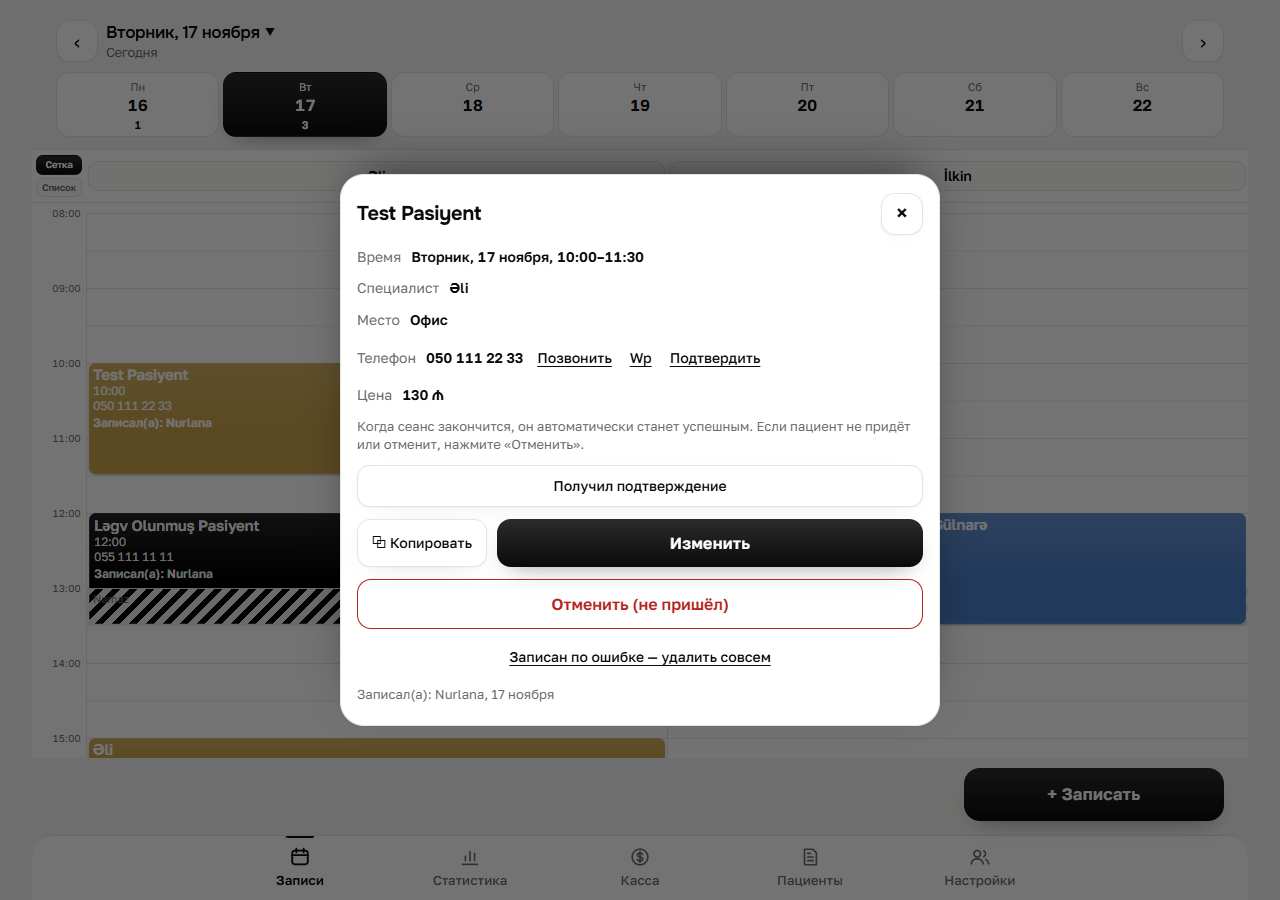 Вторник, 17 ноября
Сегодня
Пн
16
1
Вт
17
3
Ср
18
Чт
19
Пт
20
Сб
21
Вс
22
Сетка
Список
İlkin
08:00
09:00
10:00
11:00
12:00
13:00
14:00
15:00
Test Pasiyent
10:00
050 111 22 33
Записал(а): Nurlana
Ləgv Olunmuş Pasiyent
12:00
055 111 11 11
Записал(а): Nurlana
Gülnarə
Əli
Test Pasiyent
Время Вторник, 17 ноября, 10:00–11:30
Специалист Əli
Место Офис
Телефон 050 111 22 33 Позвонить Wp Подтвердить
Цена 130 ₼
Когда сеанс закончится, он автоматически станет успешным. Если пациент не придёт
или отменит, нажмите «Отменить».
Получил подтверждение
Копировать
Изменить
Отменить (не пришёл)
Записан по ошибке — удалить совсем
Записал(а): Nurlana, 17 ноября
+ Записать
Записи
Статистика
Касса
Пациенты
Настройки